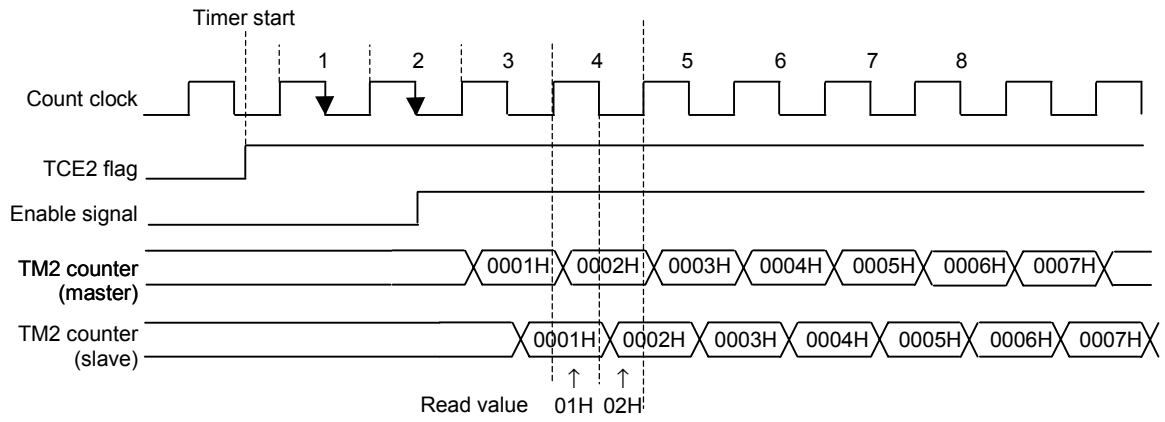 Timer start
1 2 3 4 5 6 7 8
Count clock
TCE2 flag
Enable signal
TM2 counter
(master)
0001H 0002H 0003H 0004H 0005H 0006H 0007H
TM2 counter
(slave)
0001H 0002H 0003H 0004H 0005H 0006H 0007H
↑ ↑
Read value 01H 02H